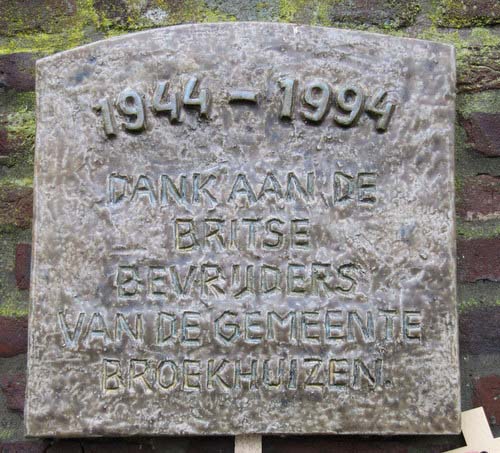 1944 - 1994
DANK AAN DE
BRITSE
BEVRIJDERS
VAN DE GEMEENTE
BROEKHUIZEN.